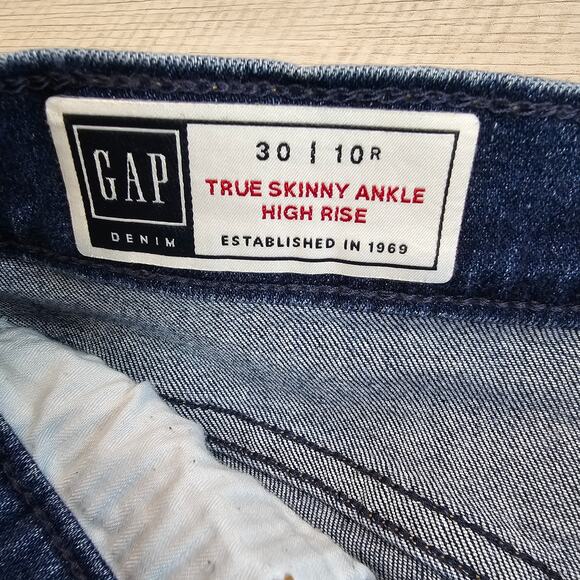 GAP
DENIM
30 | 10R
TRUE SKINNY ANKLE
HIGH RISE
ESTABLISHED IN 1969